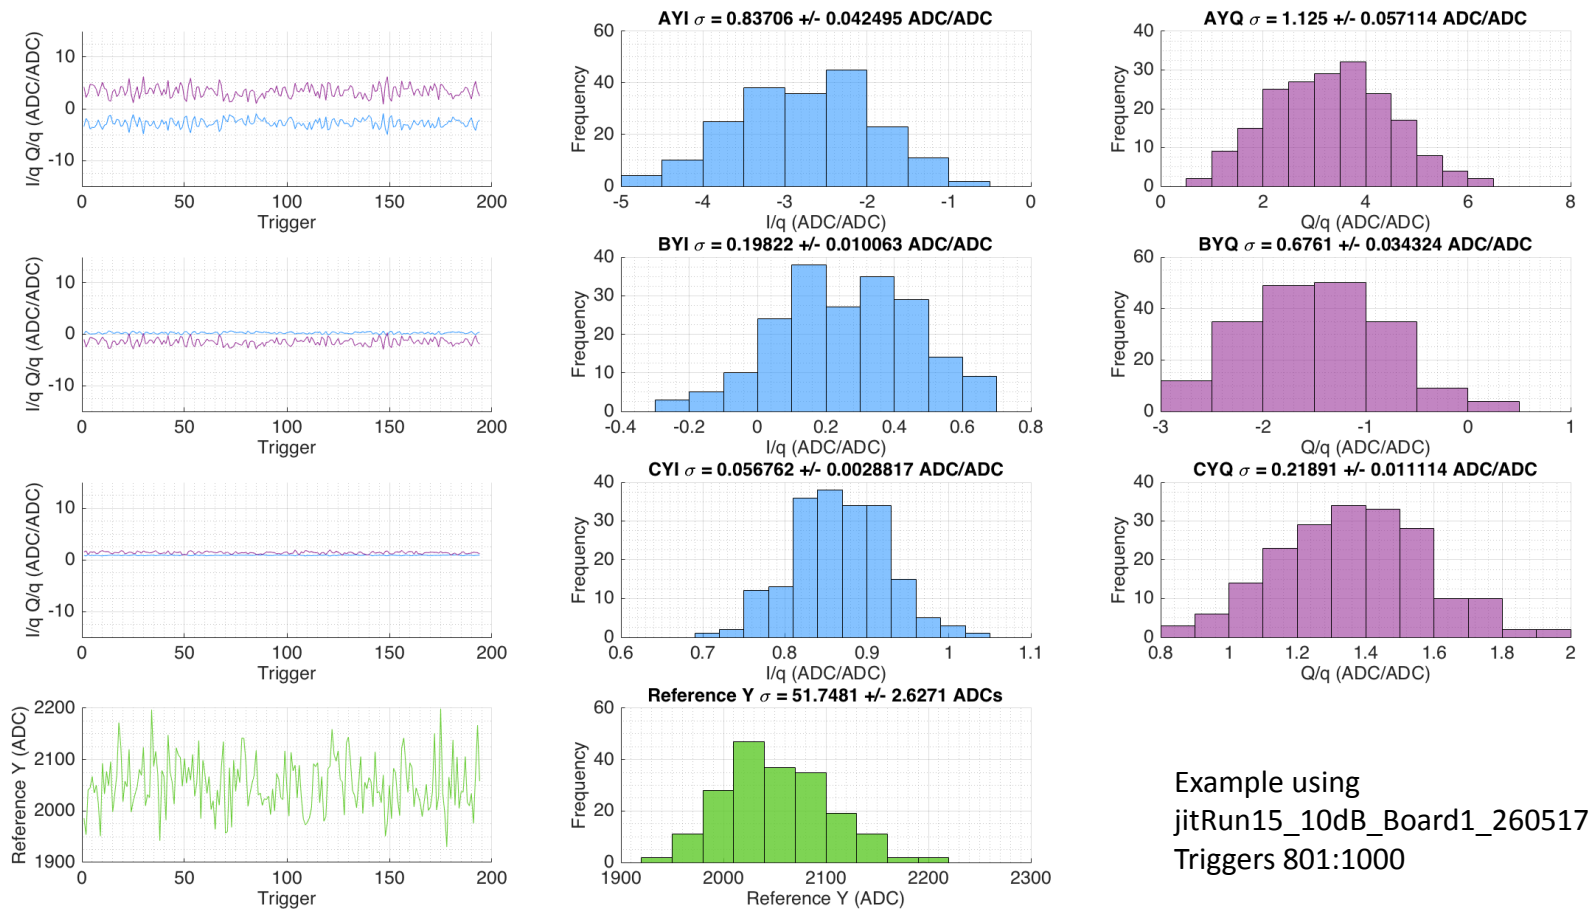 AYI σ = 0.83706 +/- 0.042495 ADC/ADC
AYQ σ = 1.125 +/- 0.057114 ADC/ADC
I/q Q/q (ADC/ADC)
10
0
-10
0 50 100 150 200
Trigger
Frequency
60
40
20
0
-5 -4 -3 -2 -1 0
I/q (ADC/ADC)
Frequency
40
30
20
10
0
0 2 4 6 8
Q/q (ADC/ADC)
BYI σ = 0.19822 +/- 0.010063 ADC/ADC
BYQ σ = 0.6761 +/- 0.034324 ADC/ADC
I/q Q/q (ADC/ADC)
10
0
-10
0 50 100 150 200
Trigger
Frequency
40
30
20
10
0
-0.4 -0.2 0 0.2 0.4 0.6 0.8
I/q (ADC/ADC)
Frequency
60
40
20
0
-3 -2 -1 0 1
Q/q (ADC/ADC)
CYI σ = 0.056762 +/- 0.0028817 ADC/ADC
CYQ σ = 0.21891 +/- 0.011114 ADC/ADC
I/q Q/q (ADC/ADC)
10
0
-10
0 50 100 150 200
Trigger
Frequency
40
30
20
10
0
0.6 0.7 0.8 0.9 1 1.1
I/q (ADC/ADC)
Frequency
40
30
20
10
0
0.8 1 1.2 1.4 1.6 1.8 2
Q/q (ADC/ADC)
Reference Y σ = 51.7481 +/- 2.6271 ADCs
Reference Y (ADC)
2200
2100
2000
1900
0 50 100 150 200
Trigger
Frequency
60
40
20
0
1900 2000 2100 2200 2300
Reference Y (ADC)
Example using
jitRun15_10dB_Board1_260517
Triggers 801:1000